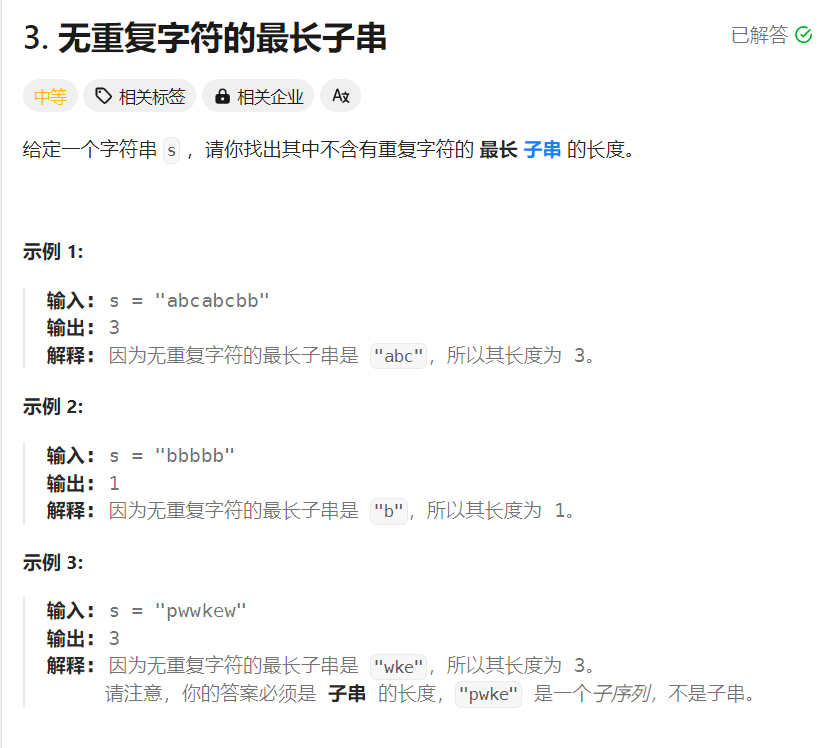 3. 无重复字符的最长子串
已解答
中等 相关标签 相关企业 Az
给定一个字符串 s ，请你找出其中不含有重复字符的 最长 子串 的长度。
示例 1:
输入: s = "abcabcbb"
输出: 3
解释: 因为无重复字符的最长子串是 "abc"，所以其长度为 3。
示例 2:
输入: s = "bbbbb"
输出: 1
解释: 因为无重复字符的最长子串是 "b"，所以其长度为 1。
示例 3:
输入: s = "pwwkew"
输出: 3
解释: 因为无重复字符的最长子串是 "wke"，所以其长度为 3。
请注意，你的答案必须是 子串 的长度，"pwke" 是一个子序列，不是子串。